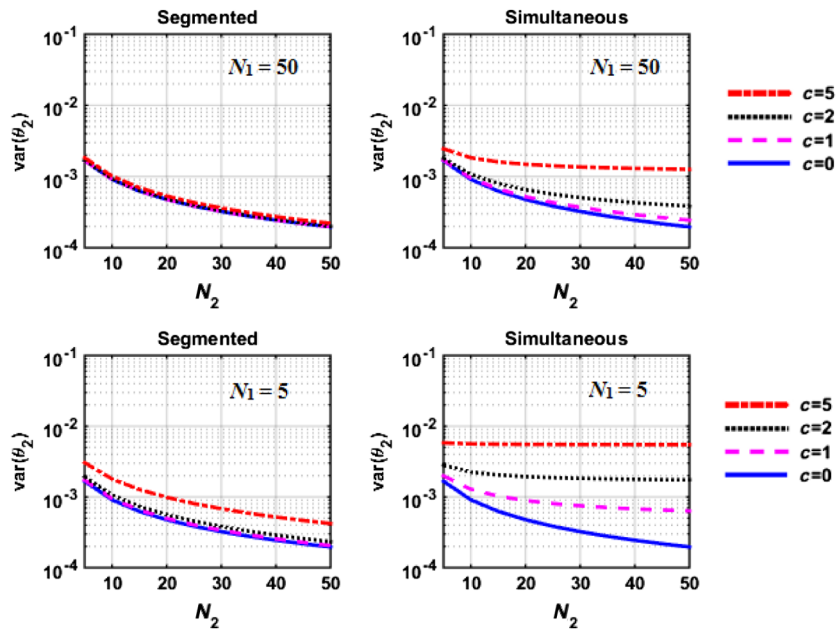 Segmented
N1 = 50
var(θ2)
10-1
10-2
10-3
10-4
10 20 30 40 50
N2
Simultaneous
N1 = 50
var(θ2)
10-1
10-2
10-3
10-4
10 20 30 40 50
N2
c=5
c=2
c=1
c=0
Segmented
N1 = 5
var(θ2)
10-1
10-2
10-3
10-4
10 20 30 40 50
N2
Simultaneous
N1 = 5
var(θ2)
10-1
10-2
10-3
10-4
10 20 30 40 50
N2
c=5
c=2
c=1
c=0